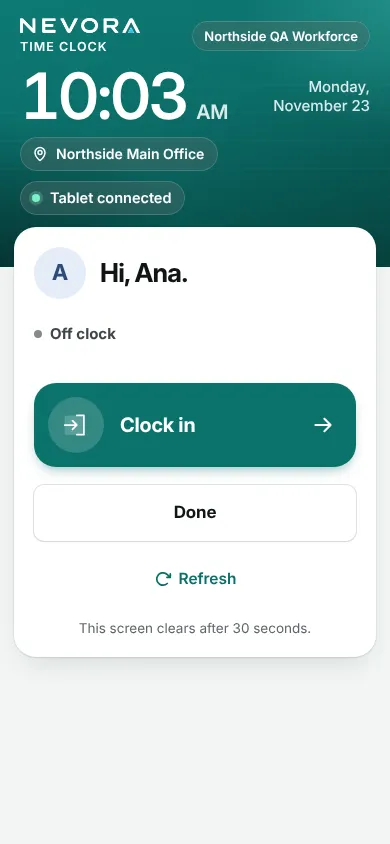 NEVORA
TIME CLOCK
Northside QA Workforce
10:03 AM
Monday,
November 23
Northside Main Office
Tablet connected
A
Hi, Ana.
Off clock
Clock in
Done
Refresh
This screen clears after 30 seconds.